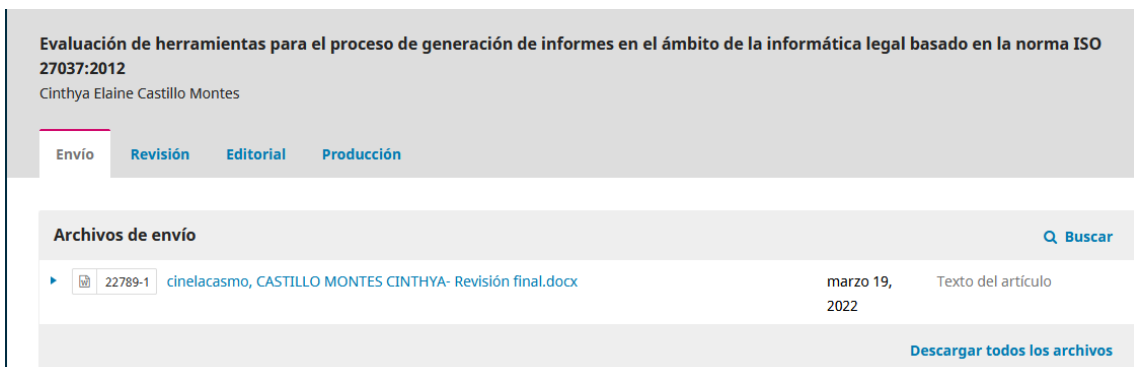 Evaluación de herramientas para el proceso de generación de informes en el ámbito de la informática legal basado en la norma ISO
27037:2012
Cinthya Elaine Castillo Montes
Envío Revisión Editorial Producción
Archivos de envío Buscar
22789-1 cinelacasmo, CASTILLO MONTES CINTHYA- Revisión final.docx marzo 19, Texto del artículo
2022
Descargar todos los archivos